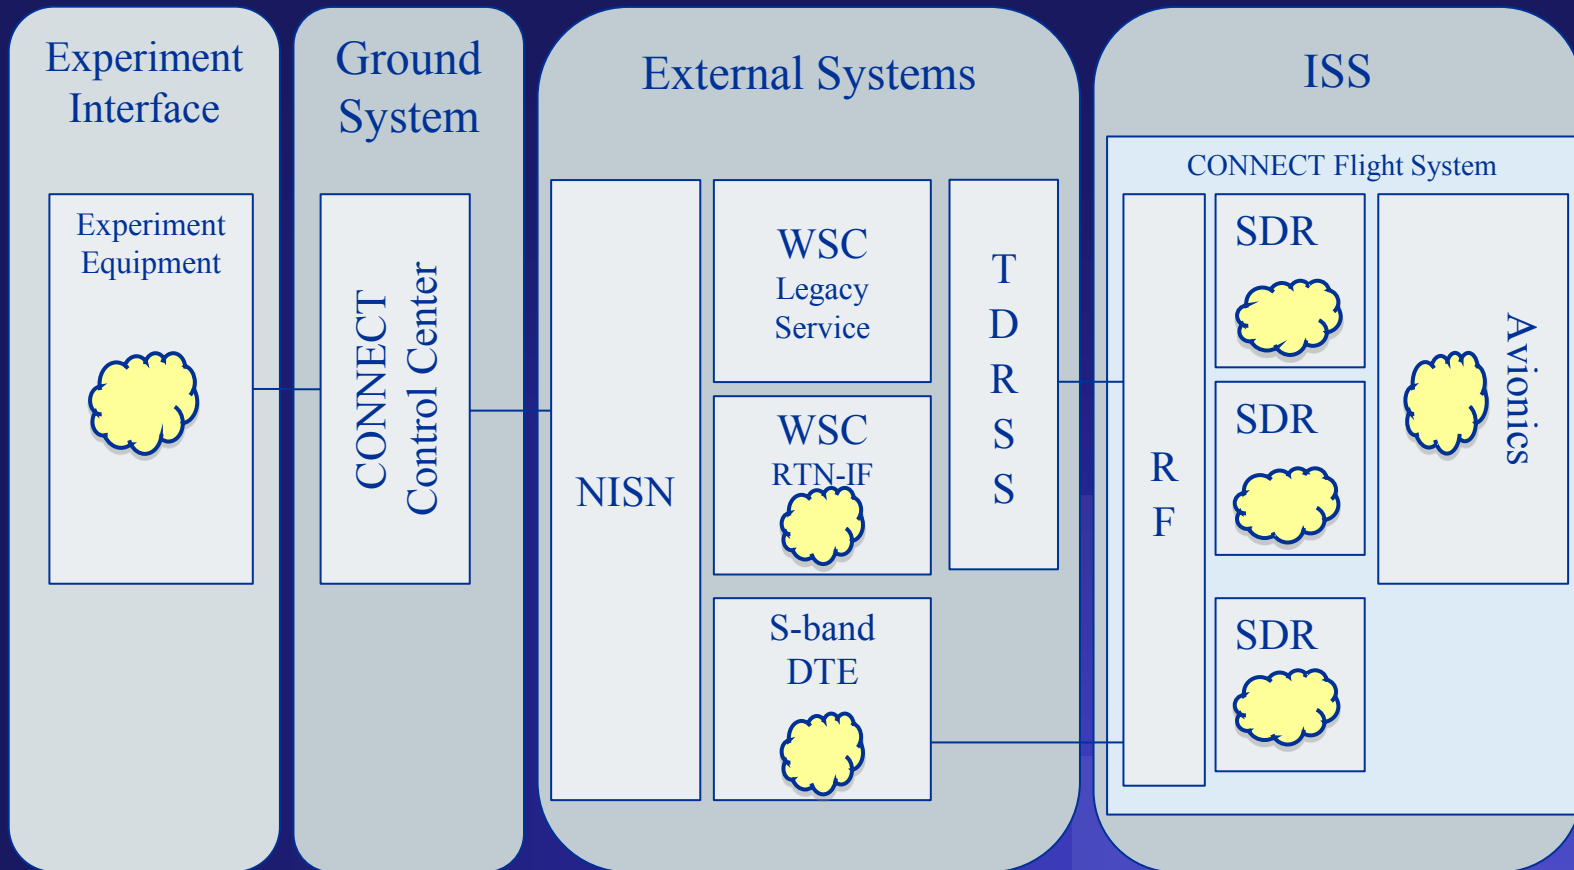 Experiment
Interface
Experiment
Equipment
Ground
System
CONNECT
Control Center
External Systems
NISN
WSC
Legacy
Service
WSC
RTN-IF
S-band
DTE
T
D
R
S
S
ISS
CONNECT Flight System
R
F
SDR
SDR
SDR
Avionics